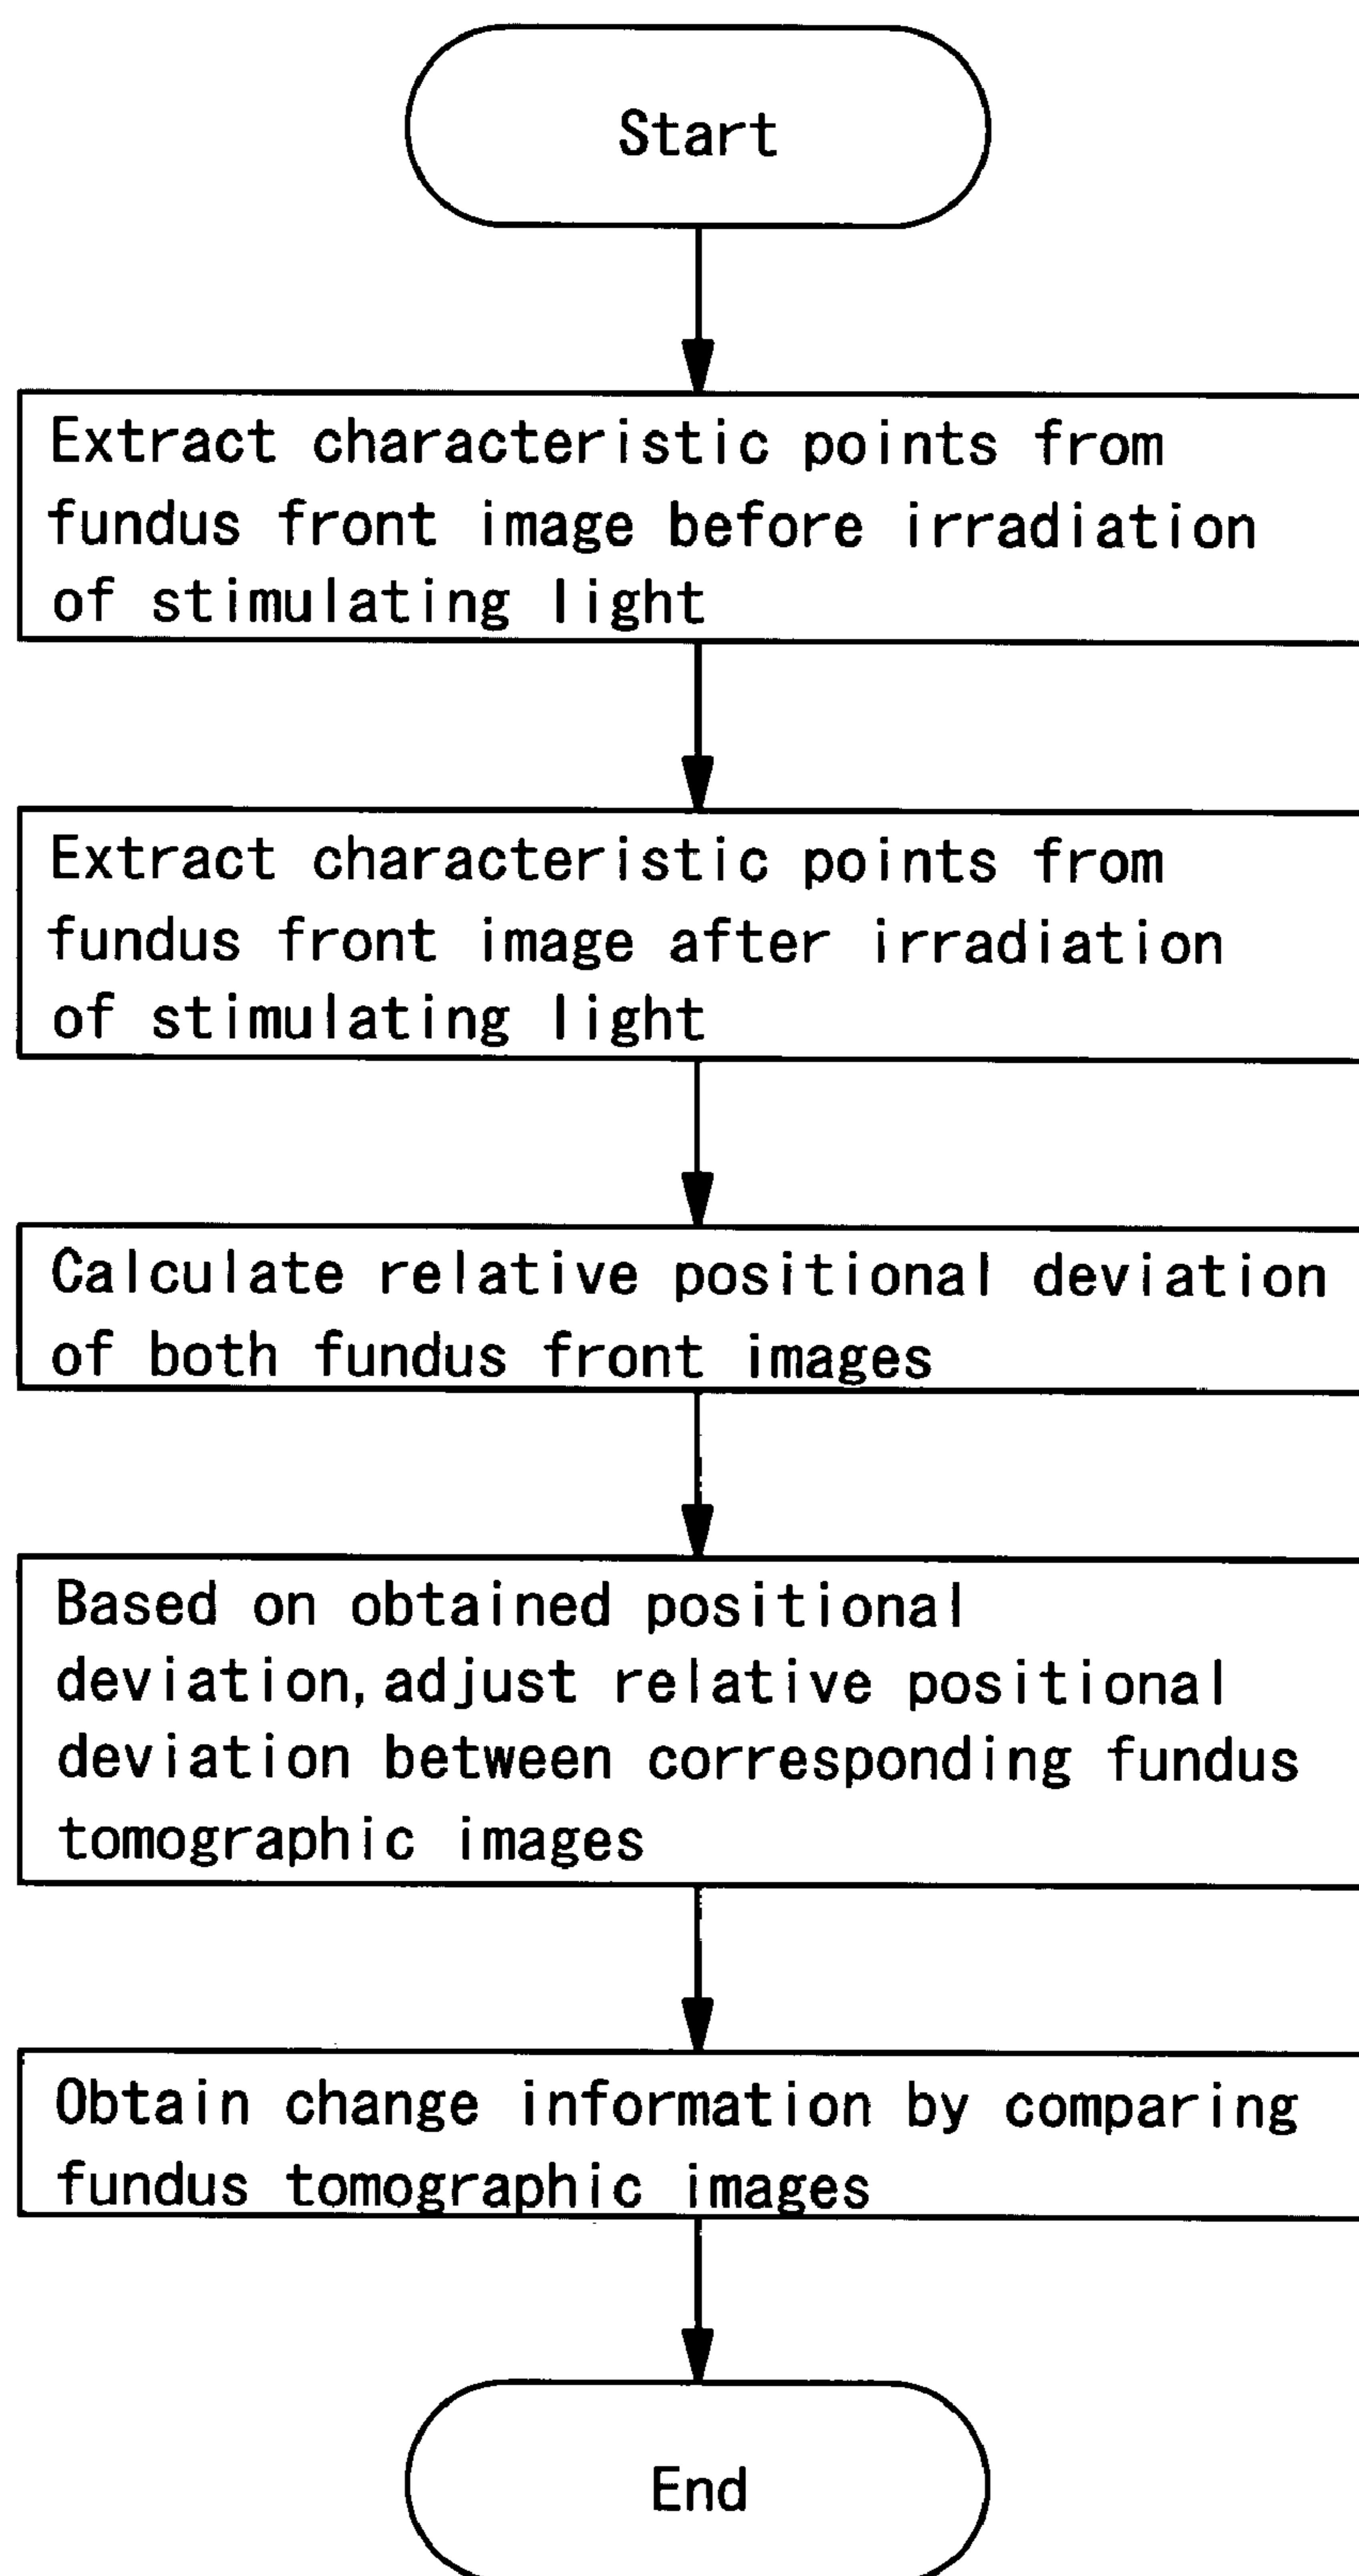 Start
Extract characteristic points from
fundus front image before irradiation
of stimulating light
Extract characteristic points from
fundus front image after irradiation
of stimulating light
Calculate relative positional deviation
of both fundus front images
Based on obtained positional
deviation, adjust relative positional
deviation between corresponding fundus
tomographic images
Obtain change information by comparing
fundus tomographic images
End